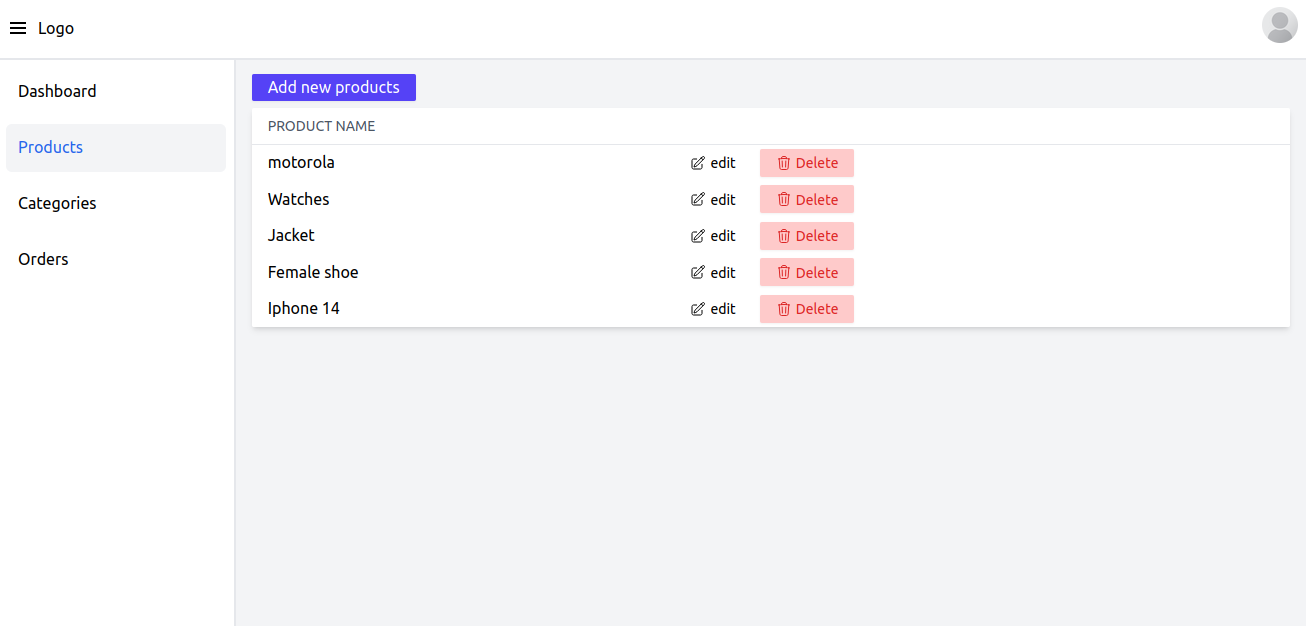 Logo
Dashboard
Products
Categories
Orders
Add new products
PRODUCT NAME
motorola edit Delete
Watches edit Delete
Jacket edit Delete
Female shoe edit Delete
Iphone 14 edit Delete